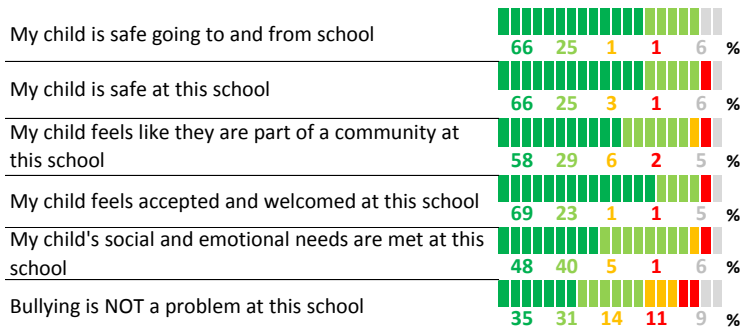 My child is safe going to and from school
66 25 1 1 6 %
My child is safe at this school
66 25 3 1 6 %
My child feels like they are part of a community at
this school
58 29 6 2 5 %
My child feels accepted and welcomed at this school
69 23 1 1 5 %
My child's social and emotional needs are met at this
school
48 40 5 1 6 %
Bullying is NOT a problem at this school
35 31 14 11 9 %